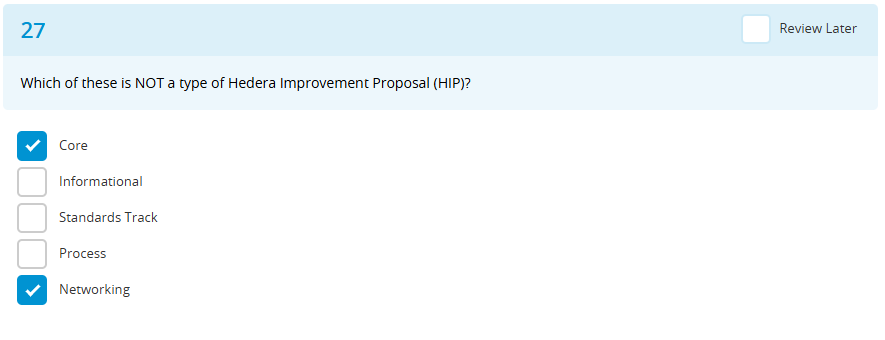 27
Review Later
Which of these is NOT a type of Hedera Improvement Proposal (HIP)?
Core
Informational
Standards Track
Process
Networking